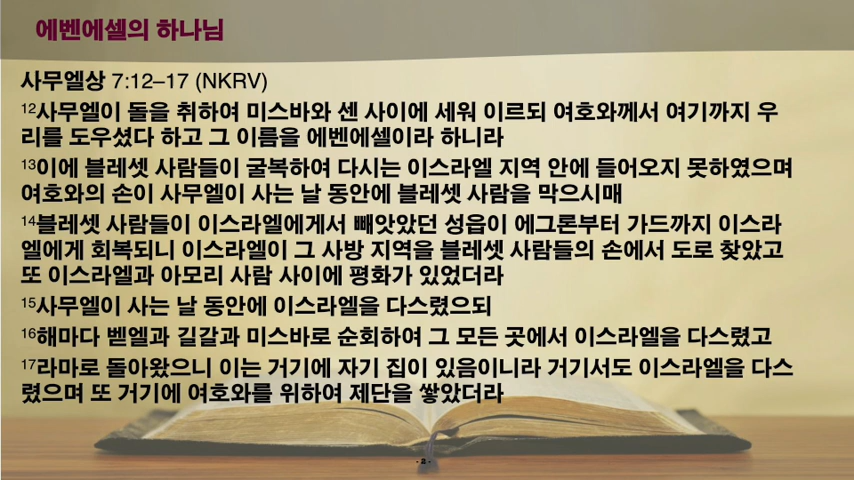 에벤에셀의 하나님
사무엘상 7:12–17 (NKRV)
12사무엘이 돌을 취하여 미스바와 센 사이에 세워 이르되 여호와께서 여기까지 우
리를 도우셨다 하고 그 이름을 에벤에셀이라 하니라
13이에 블레셋 사람들이 굴복하여 다시는 이스라엘 지역 안에 들어오지 못하였으며
여호와의 손이 사무엘이 사는 날 동안에 블레셋 사람을 막으시매
14블레셋 사람들이 이스라엘에게서 빼앗았던 성읍이 에그론부터 가드까지 이스라
엘에게 회복되니 이스라엘이 그 사방 지역을 블레셋 사람들의 손에서 도로 찾았고
또 이스라엘과 아모리 사람 사이에 평화가 있었더라
15사무엘이 사는 날 동안에 이스라엘을 다스렸으되
16해마다 벧엘과 길갈과 미스바로 순회하여 그 모든 곳에서 이스라엘을 다스렸고
17라마로 돌아왔으니 이는 거기에 자기 집이 있음이니라 거기서도 이스라엘을 다스
렸으며 또 거기에 여호와를 위하여 제단을 쌓았더라
- 2 -